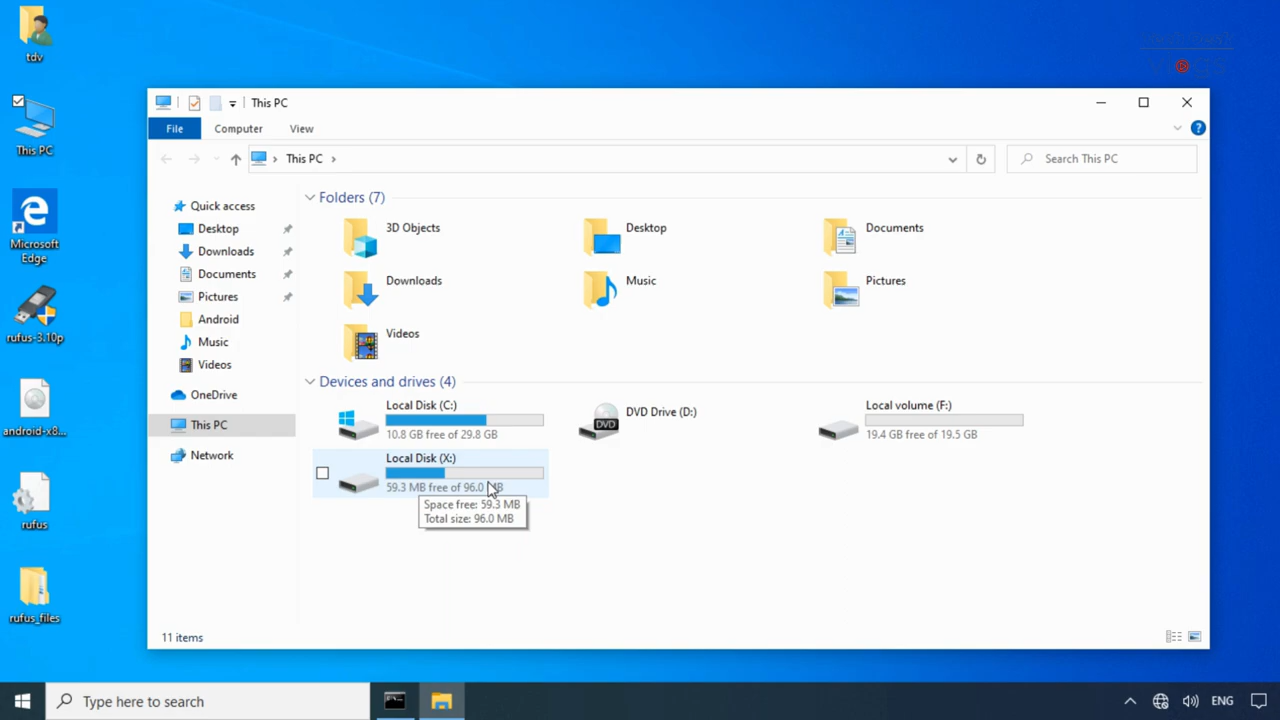 tdv
This PC
Microsoft
Edge
rufus-3.10p
android-x8...
rufus
rufus_files
This PC
File
Computer
View
This PC
Search This PC
Quick access
Desktop
Downloads
Documents
Pictures
Android
Music
Videos
OneDrive
This PC
Network
Folders (7)
3D Objects
Desktop
Documents
Downloads
Music
Pictures
Videos
Devices and drives (4)
Local Disk (C:)
10.8 GB free of 29.8 GB
DVD
DVD Drive (D:)
Local volume (F:)
19.4 GB free of 19.5 GB
Local Disk (X:)
59.3 MB free of 96.0 MB
Space free: 59.3 MB
Total size: 96.0 MB
11 items
Type here to search
ENG